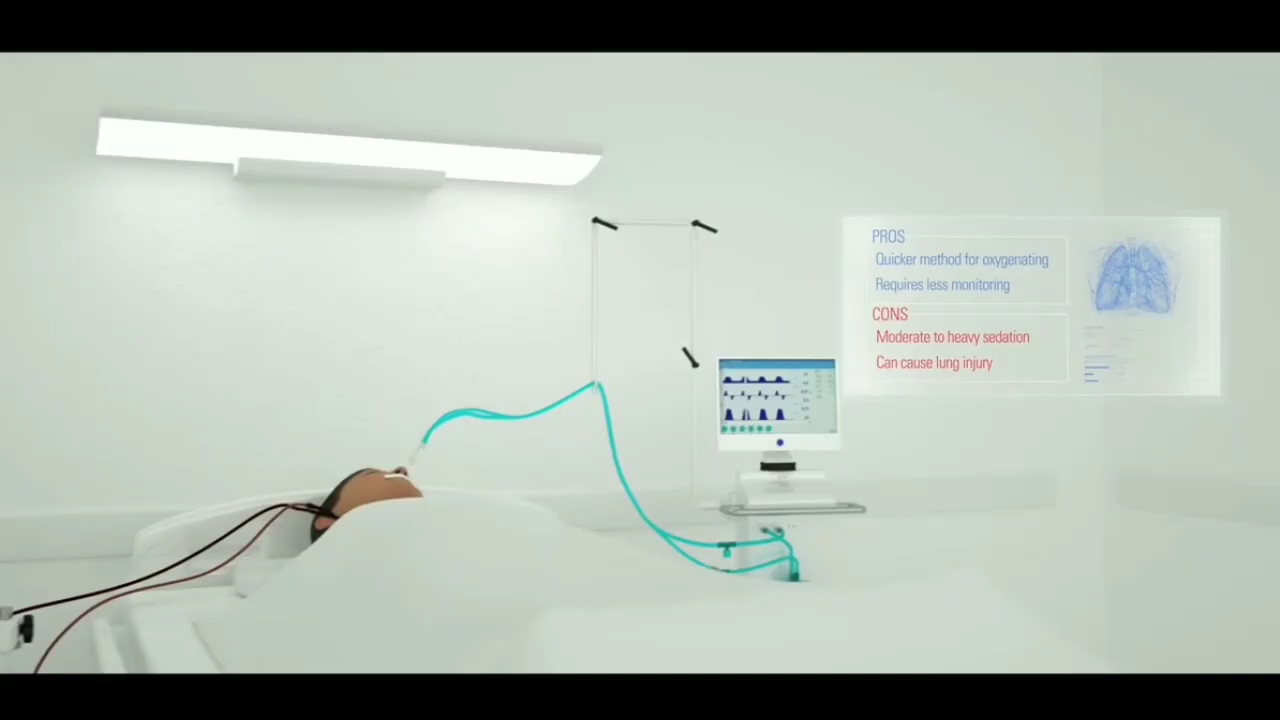 PROS
Quicker method for oxygenating
Requires less monitoring
CONS
Moderate to heavy sedation
Can cause lung injury